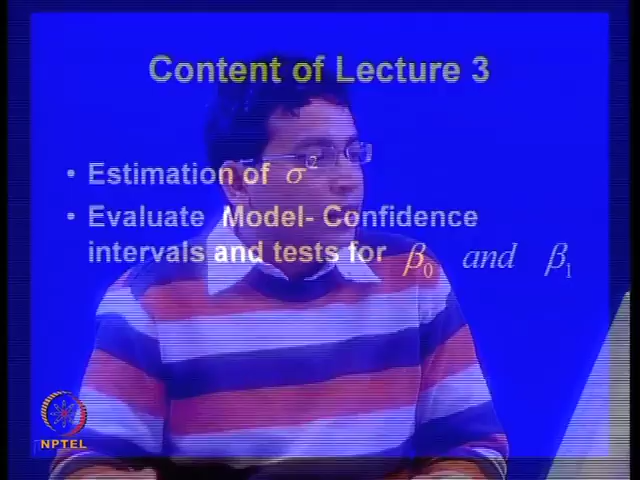 Content of Lecture 3
• Estimation of σ²
• Evaluate Model- Confidence
intervals and tests for β₀ and β₁
NPTEL